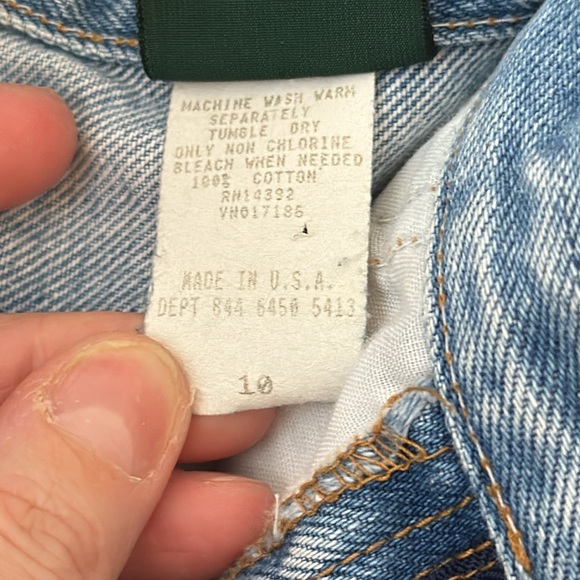 MACHINE WASH WARM
SEPARATELY
TUMBLE DRY
ONLY NON CHLORINE
BLEACH WHEN NEEDED
100% COTTON
RN14392
VN017186
MADE IN U.S.A.
DEPT 844 6450 5413
10